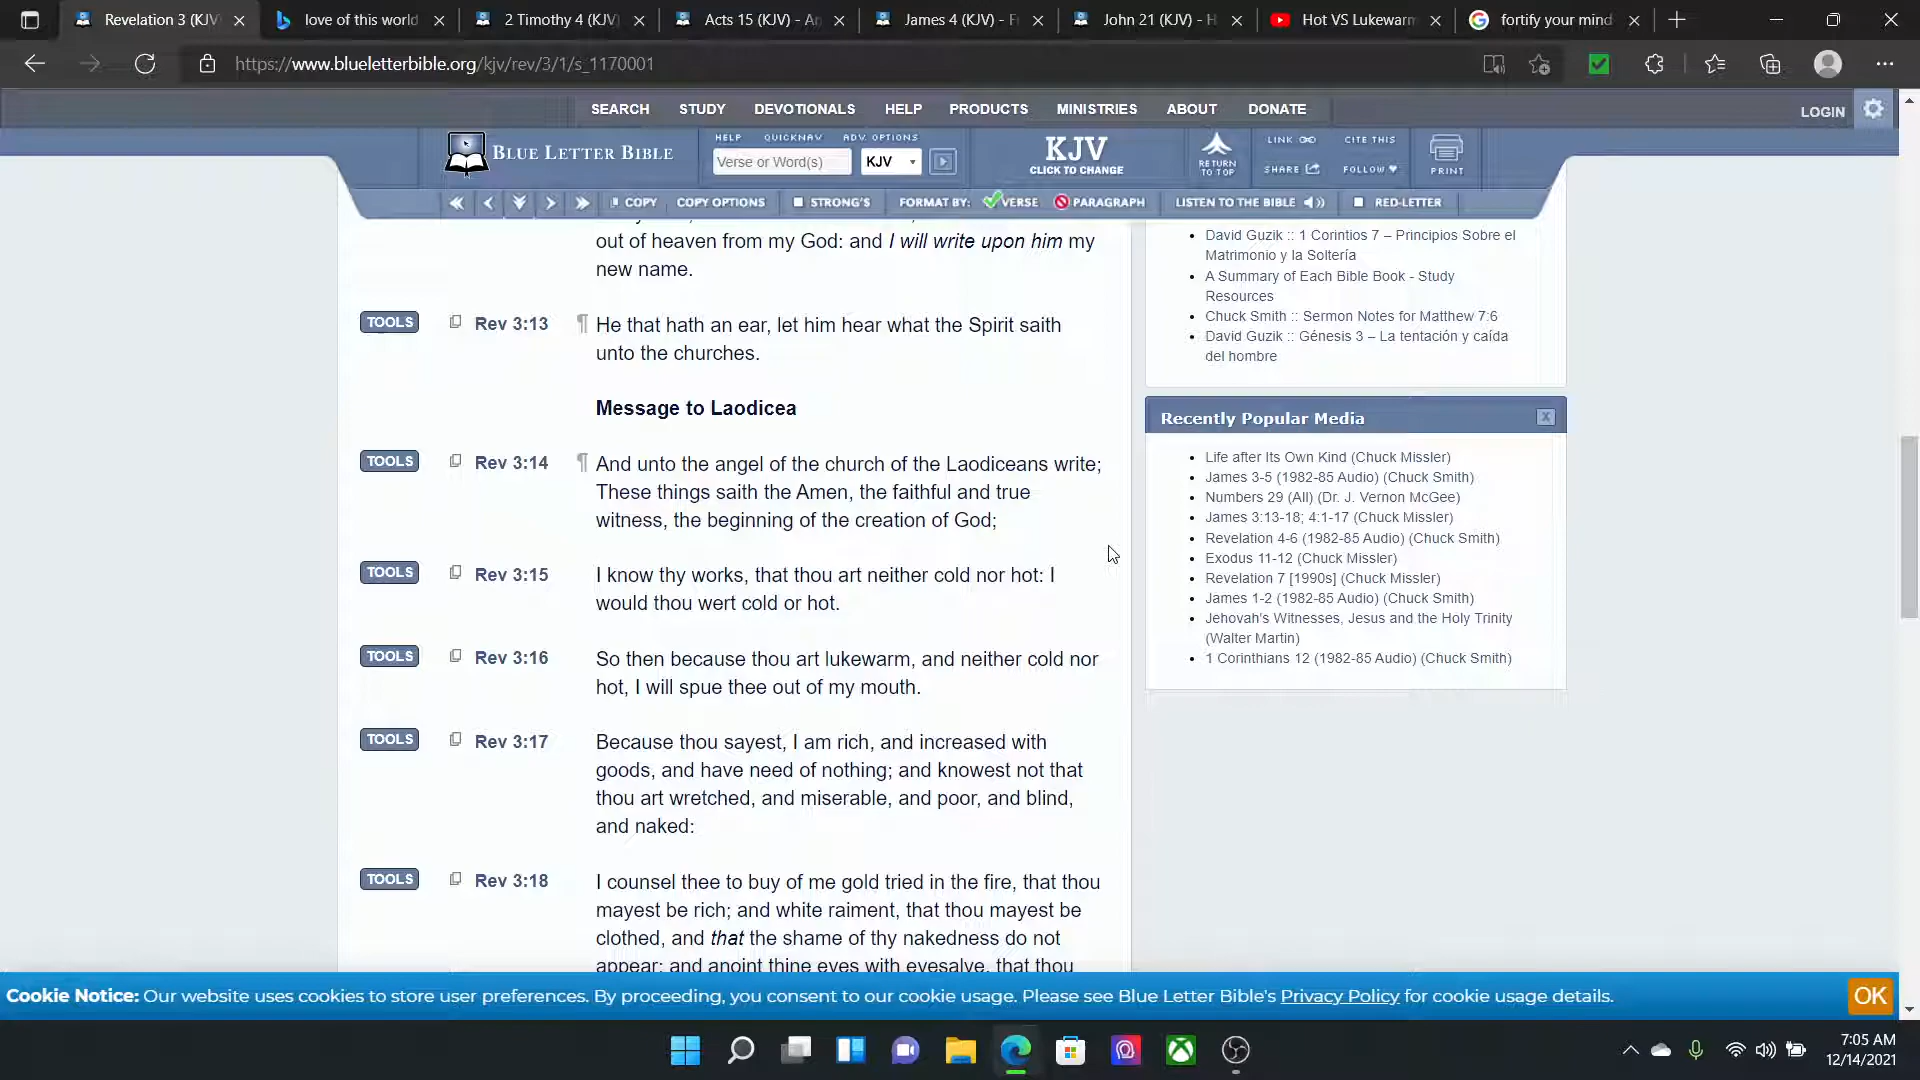 Revelation 3 (KJV
love of this world
2 Timothy 4 (KJV)
Acts 15 (KJV) - A
James 4 (KJV) - F
John 21 (KJV) - H
Hot VS Lukewarm
fortify your mind
https://www.blueletterbible.org/kjv/rev/3/1/s_1170001
SEARCH STUDY DEVOTIONALS HELP PRODUCTS MINISTRIES ABOUT DONATE
LOGIN
BLUE LETTER BIBLE
HELP QUICKNAV ADV. OPTIONS
Verse or Word(s)
KJV
KJV
CLICK TO CHANGE
RETURN
TO TOP
LINK
CITE THIS
SHARE
FOLLOW
PRINT
COPY COPY OPTIONS STRONG'S FORMAT BY: VERSE PARAGRAPH LISTEN TO THE BIBLE RED-LETTER
out of heaven from my God: and I will write upon him my
new name.
TOOLS Rev 3:13 ¶ He that hath an ear, let him hear what the Spirit saith
unto the churches.
Message to Laodicea
TOOLS Rev 3:14 ¶ And unto the angel of the church of the Laodiceans write;
These things saith the Amen, the faithful and true
witness, the beginning of the creation of God;
TOOLS Rev 3:15 I know thy works, that thou art neither cold nor hot: I
would thou wert cold or hot.
TOOLS Rev 3:16 So then because thou art lukewarm, and neither cold nor
hot, I will spue thee out of my mouth.
TOOLS Rev 3:17 Because thou sayest, I am rich, and increased with
goods, and have need of nothing; and knowest not that
thou art wretched, and miserable, and poor, and blind,
and naked:
TOOLS Rev 3:18 I counsel thee to buy of me gold tried in the fire, that thou
mayest be rich; and white raiment, that thou mayest be
clothed, and that the shame of thy nakedness do not
appear; and anoint thine eyes with eyesalve, that thou
David Guzik :: 1 Corintios 7 – Principios Sobre el
Matrimonio y la Soltería
A Summary of Each Bible Book - Study
Resources
Chuck Smith :: Sermon Notes for Matthew 7:6
David Guzik :: Génesis 3 – La tentación y caída
del hombre
Recently Popular Media
X
Life after Its Own Kind (Chuck Missler)
James 3-5 (1982-85 Audio) (Chuck Smith)
Numbers 29 (All) (Dr. J. Vernon McGee)
James 3:13-18; 4:1-17 (Chuck Missler)
Revelation 4-6 (1982-85 Audio) (Chuck Smith)
Exodus 11-12 (Chuck Missler)
Revelation 7 [1990s] (Chuck Missler)
James 1-2 (1982-85 Audio) (Chuck Smith)
Jehovah's Witnesses, Jesus and the Holy Trinity
(Walter Martin)
1 Corinthians 12 (1982-85 Audio) (Chuck Smith)
Cookie Notice: Our website uses cookies to store user preferences. By proceeding, you consent to our cookie usage. Please see Blue Letter Bible's Privacy Policy for cookie usage details.
OK
7:05 AM
12/14/2021